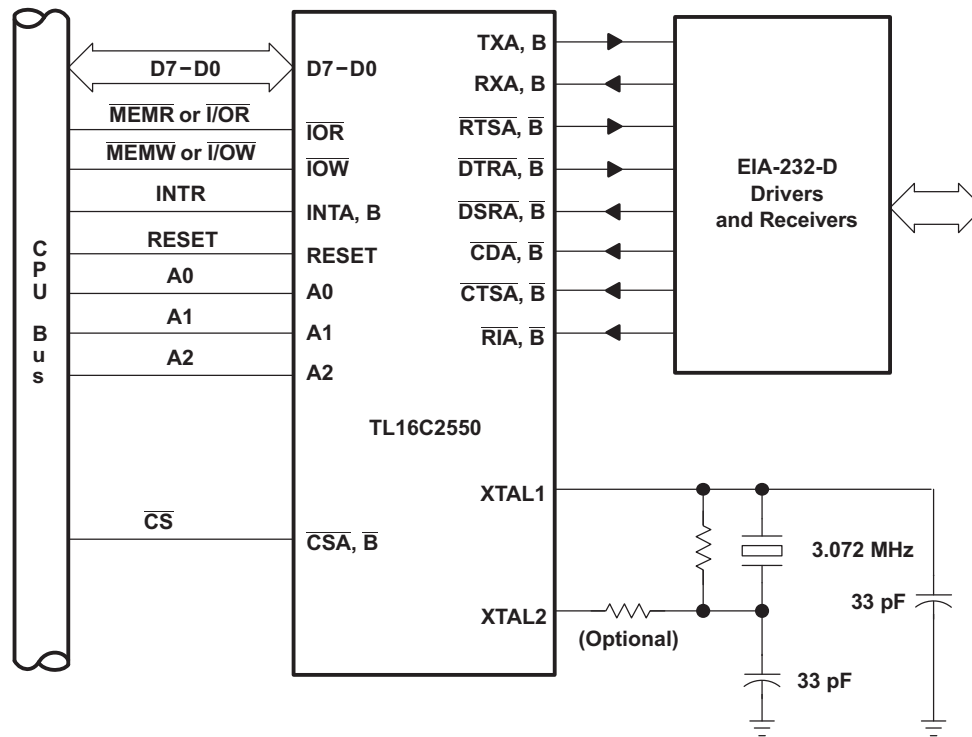 CPU Bus
D7–D0
MEMR or I/OR
MEMW or I/OW
INTR
RESET
A0
A1
A2
CS
D7–D0
IOR
IOW
INTA, B
RESET
A0
A1
A2
CSA, B
TL16C2550
TXA, B
RXA, B
RTSA, B
DTRA, B
DSRA, B
CDA, B
CTSA, B
RIA, B
XTAL1
XTAL2
EIA-232-D
Drivers
and Receivers
3.072 MHz
33 pF
(Optional)
33 pF